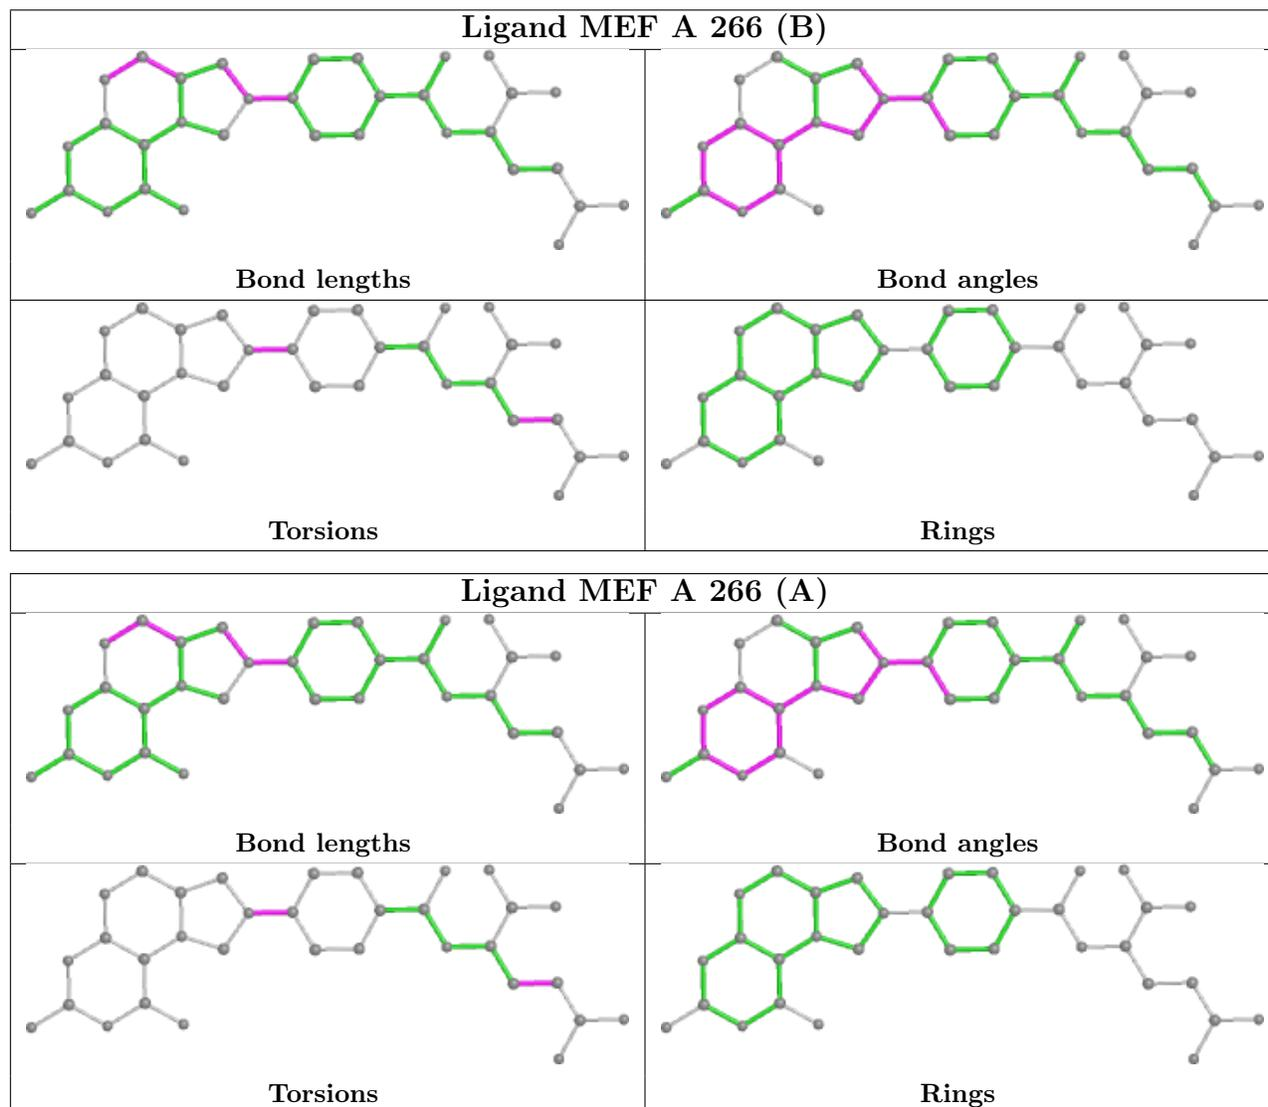 Ligand MEF A 266 (B)
Bond lengths
Bond angles
Torsions
Rings
Ligand MEF A 266 (A)
Bond lengths
Bond angles
Torsions
Rings